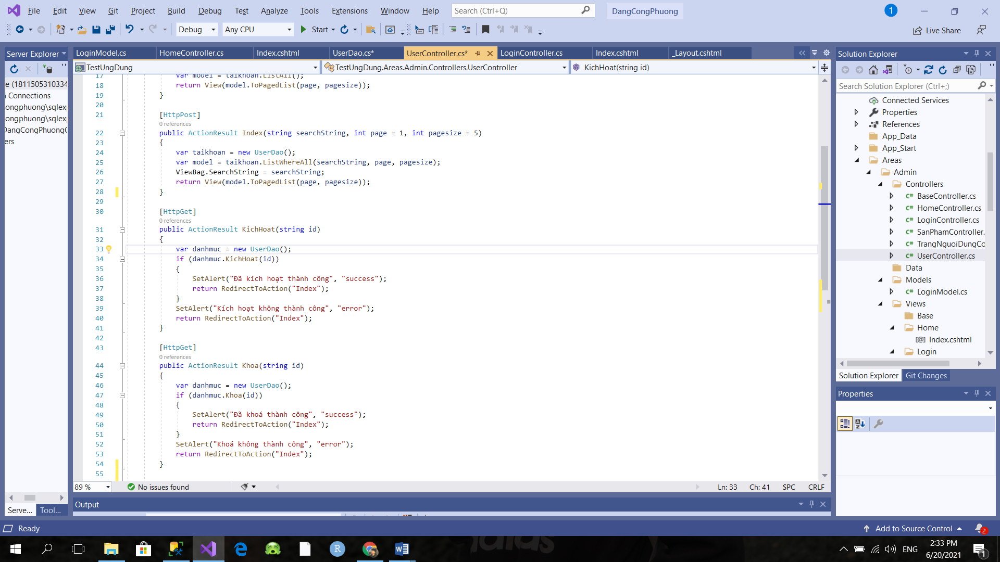 File Edit View Git Project Build Debug Test Analyze Tools Extensions Window Help Search (Ctrl+Q) DangCongPhuong 1
Debug Any CPU Start Live Share
Server Explorer
LoginModel.cs HomeController.cs Index.cshtml UserDao.cs* UserController.cs* LoginController.cs Index.cshtml _Layout.cshtml
TestUngDung TestUngDung.Areas.Admin.Controllers.UserController KichHoat(string id)
e (1811505310334
Connections
ongphuong\sqlexp
ongphuong\sqlexp
DangCongPhuongC
ers
17 var model = taikhoan.ListAll();
18 return View(model.ToPagedList(page, pagesize));
19 }
20
21 [HttpPost]
0 references
22 public ActionResult Index(string searchString, int page = 1, int pagesize = 5)
23 {
24 var taikhoan = new UserDao();
25 var model = taikhoan.ListWhereAll(searchString, page, pagesize);
26 ViewBag.SearchString = searchString;
27 return View(model.ToPagedList(page, pagesize));
28 }
29
30 [HttpGet]
0 references
31 public ActionResult KichHoat(string id)
32 {
33 var danhmuc = new UserDao();
34 if (danhmuc.KichHoat(id))
35 {
36 SetAlert("Đã kích hoạt thành công", "success");
37 return RedirectToAction("Index");
38 }
39 SetAlert("Kích hoạt không thành công", "error");
40 return RedirectToAction("Index");
41 }
42
43 [HttpGet]
0 references
44 public ActionResult Khoa(string id)
45 {
46 var danhmuc = new UserDao();
47 if (danhmuc.Khoa(id))
48 {
49 SetAlert("Đã khoá thành công", "success");
50 return RedirectToAction("Index");
51 }
52 SetAlert("Khoá không thành công", "error");
53 return RedirectToAction("Index");
54 }
55
89 % No issues found Ln: 33 Ch: 41 SPC CRLF
Serve... Tool...
Output
Solution Explorer
Search Solution Explorer (Ctrl+;)
Connected Services
Properties
References
App_Data
App_Start
Areas
Admin
Controllers
C# BaseController.cs
C# HomeController.cs
C# LoginController.cs
C# SanPhamController.
C# TrangNguoiDungCo
C# UserController.cs
Data
Models
C# LoginModel.cs
Views
Base
Home
[@] Index.cshtml
Login
Solution Explorer Git Changes
Properties
Ready Add to Source Control 2
ENG 2:33 PM
6/20/2021 1